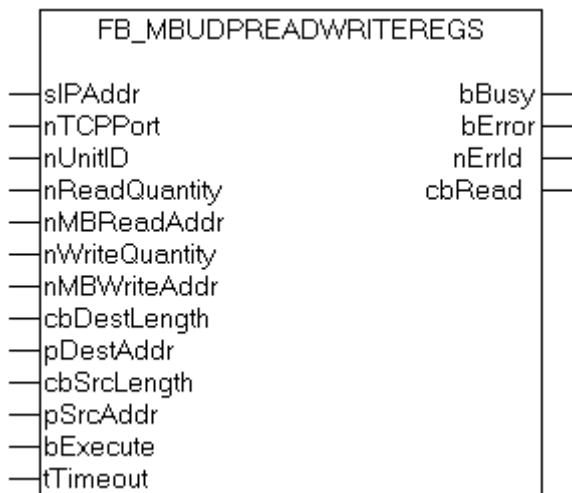 FB_MBUDPREADWRITEREGS
sIPAddr bBusy
nTCPPort bError
nUnitID nErrId
nReadQuantity cbRead
nMBReadAddr
nWriteQuantity
nMBWriteAddr
cbDestLength
pDestAddr
cbSrcLength
pSrcAddr
bExecute
tTimeout